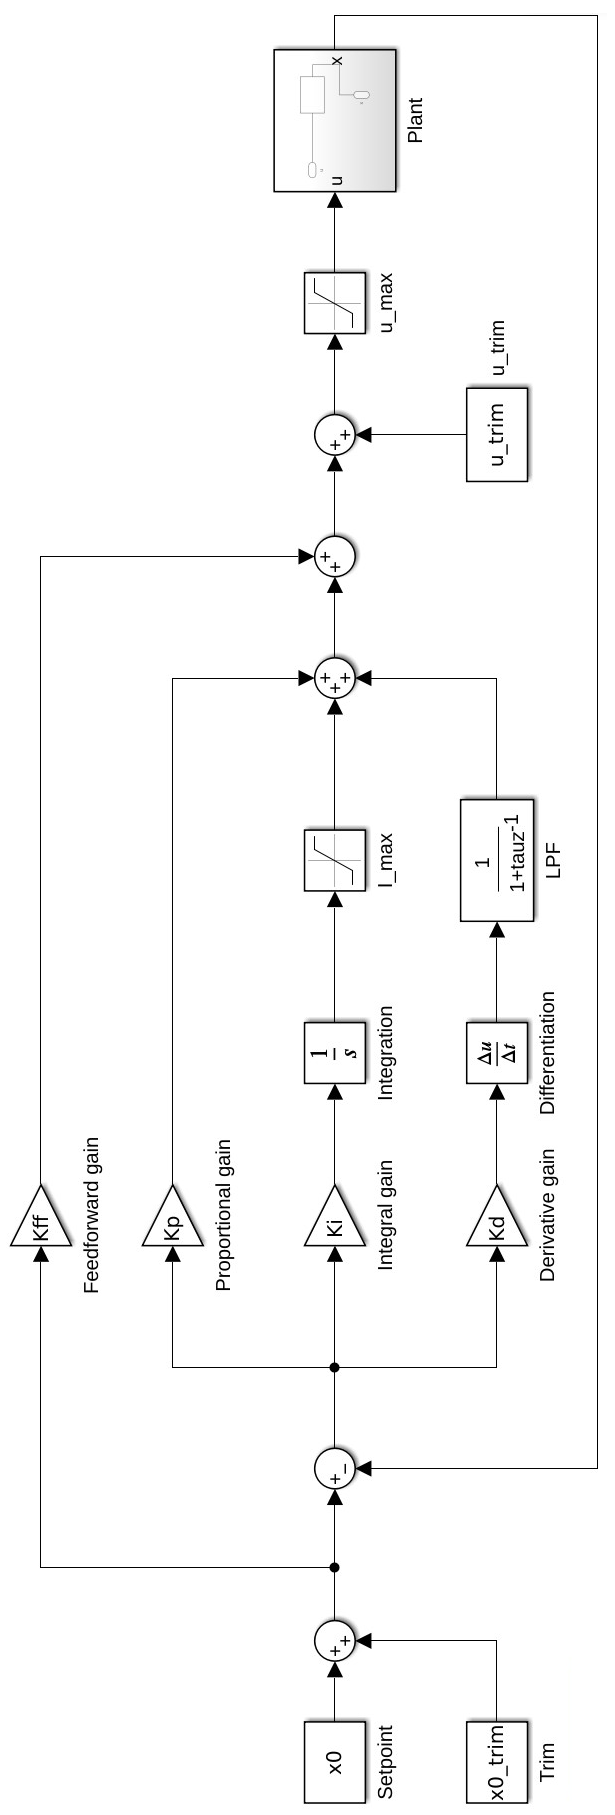 Kff
Feedforward gain
Kp
Proportional gain
x0
Setpoint
+
+
+
−
Ki
Integral gain
1
s
Integration
I_max
+
+
+
+
+
+
+
u_max
u
x
Plant
x0_trim
Trim
Kd
Derivative gain
Δu
Δt
Differentiation
1
1+tauz-1
LPF
u_trim
u_trim